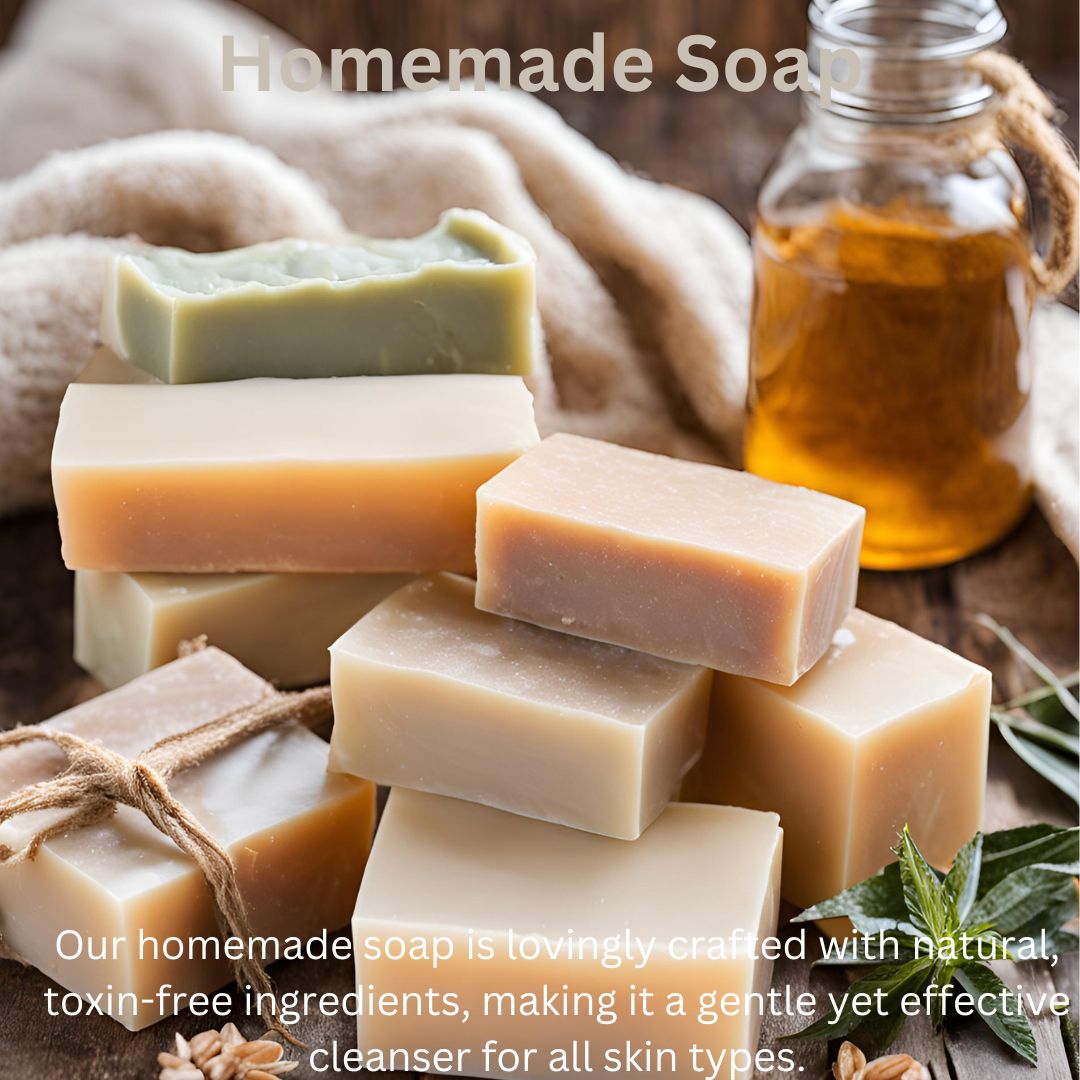 Homemade Soap
Our homemade soap is lovingly crafted with natural,
toxin-free ingredients, making it a gentle yet effective
cleanser for all skin types.